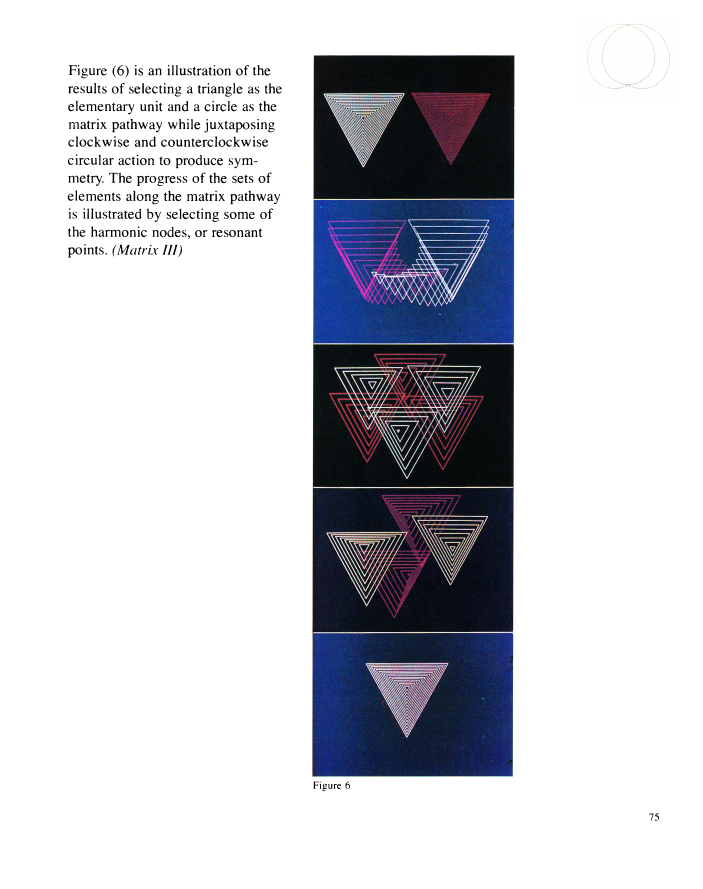 Figure (6) is an illustration of the
results of selecting a triangle as the
elementary unit and a circle as the
matrix pathway while juxtaposing
clockwise and counterclockwise
circular action to produce sym-
metry. The progress of the sets of
elements along the matrix pathway
is illustrated by selecting some of
the harmonic nodes, or resonant
points. (Matrix III)
Figure 6
75